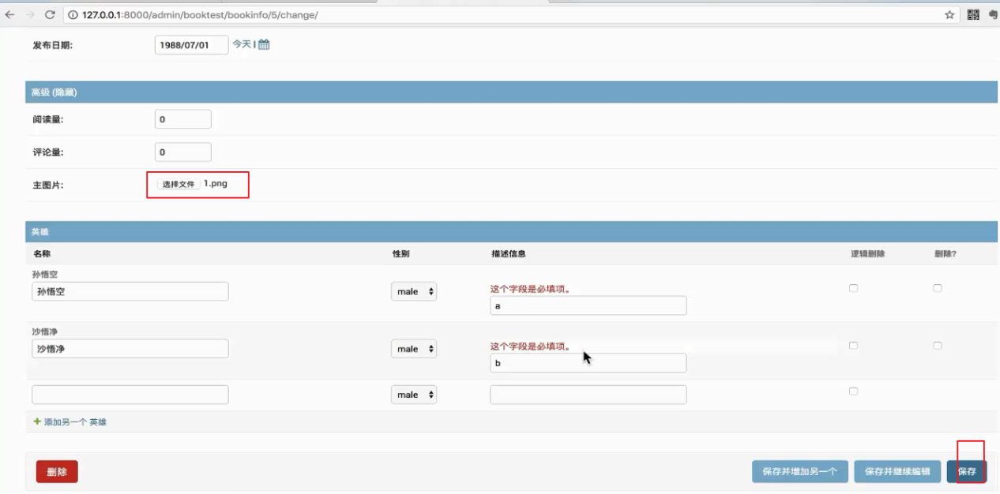 127.0.0.1:8000/admin/booktest/bookinfo/5/change/
发布日期: 1988/07/01 今天 |
高级 (隐藏)
阅读量: 0
评论量: 0
主图片: 选择文件 1.png
英雄
名称 性别 描述信息 逻辑删除 删除?
孙悟空
这个字段是必填项。
孙悟空 male a
沙悟净
这个字段是必填项。
沙悟净 male b
male
+ 添加另一个 英雄
删除 保存并增加另一个 保存并继续编辑 保存